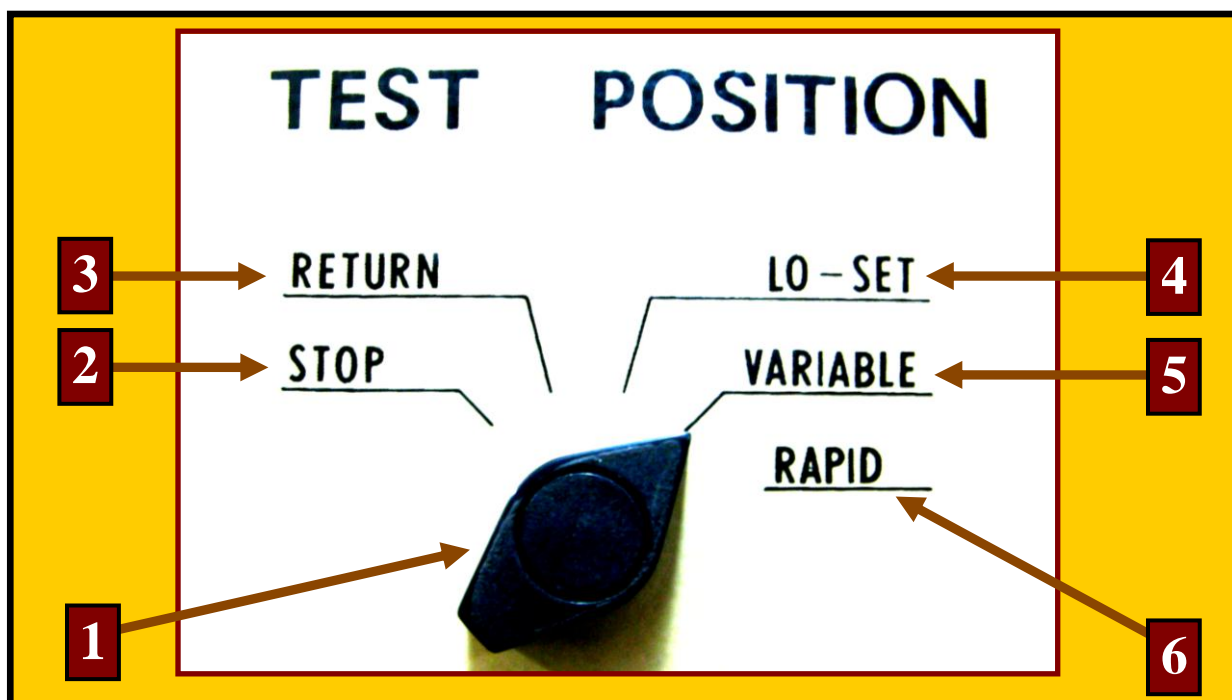 TEST POSITION
3 RETURN LO-SET 4
2 STOP VARIABLE 5
RAPID
1
6